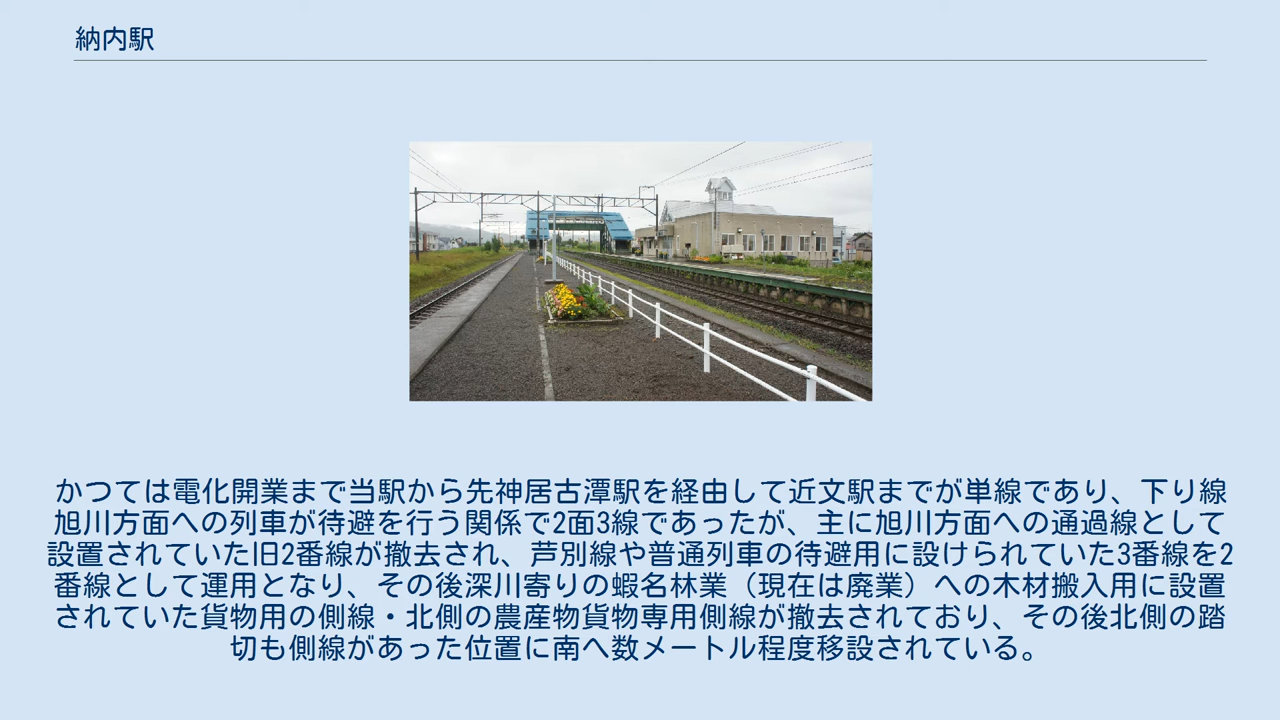 納内駅
かつては電化開業まで当駅から先神居古潭駅を経由して近文駅までが単線であり、下り線
旭川方面への列車が待避を行う関係で2面3線であったが、主に旭川方面への通過線として
設置されていた旧2番線が撤去され、芦別線や普通列車の待避用に設けられていた3番線を2
番線として運用となり、その後深川寄りの蝦名林業（現在は廃業）への木材搬入用に設置
されていた貨物用の側線・北側の農産物貨物専用側線が撤去されており、その後北側の踏
切も側線があった位置に南へ数メートル程度移設されている。